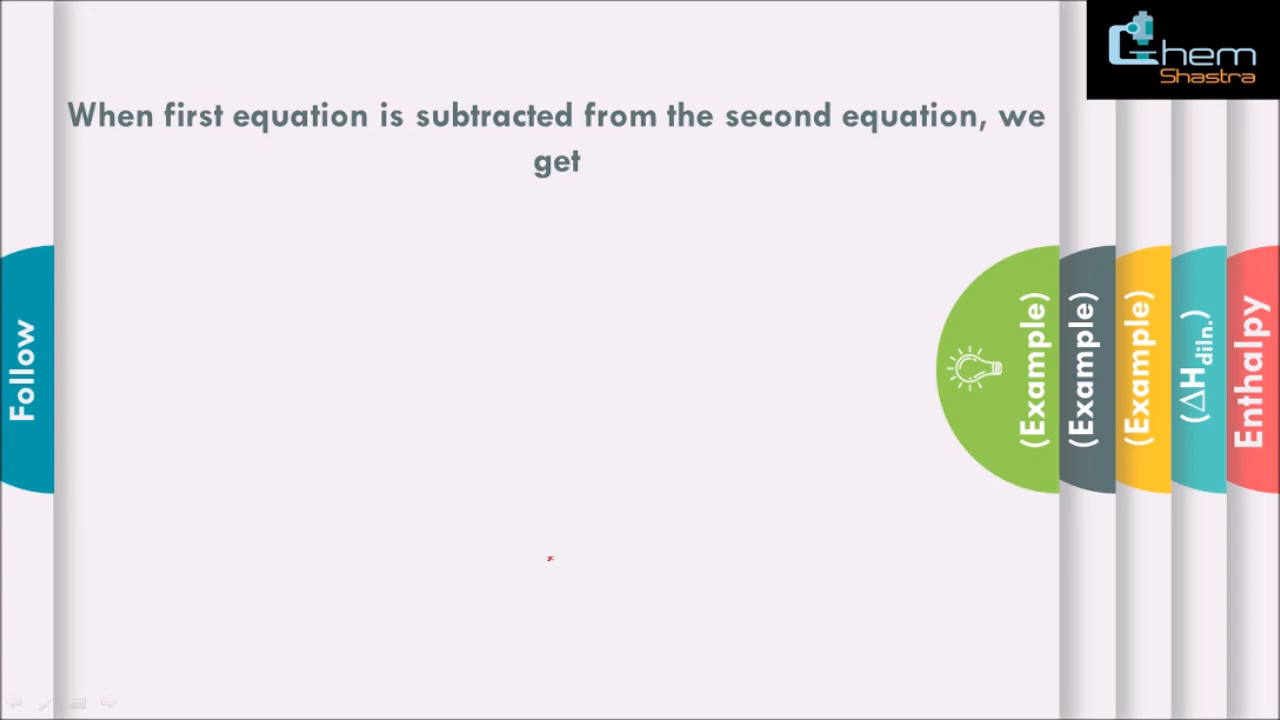 Chem
Shastra
When first equation is subtracted from the second equation, we
get
Follow
(Example)
(Example)
(Example)
(ΔHdiln.)
Enthalpy